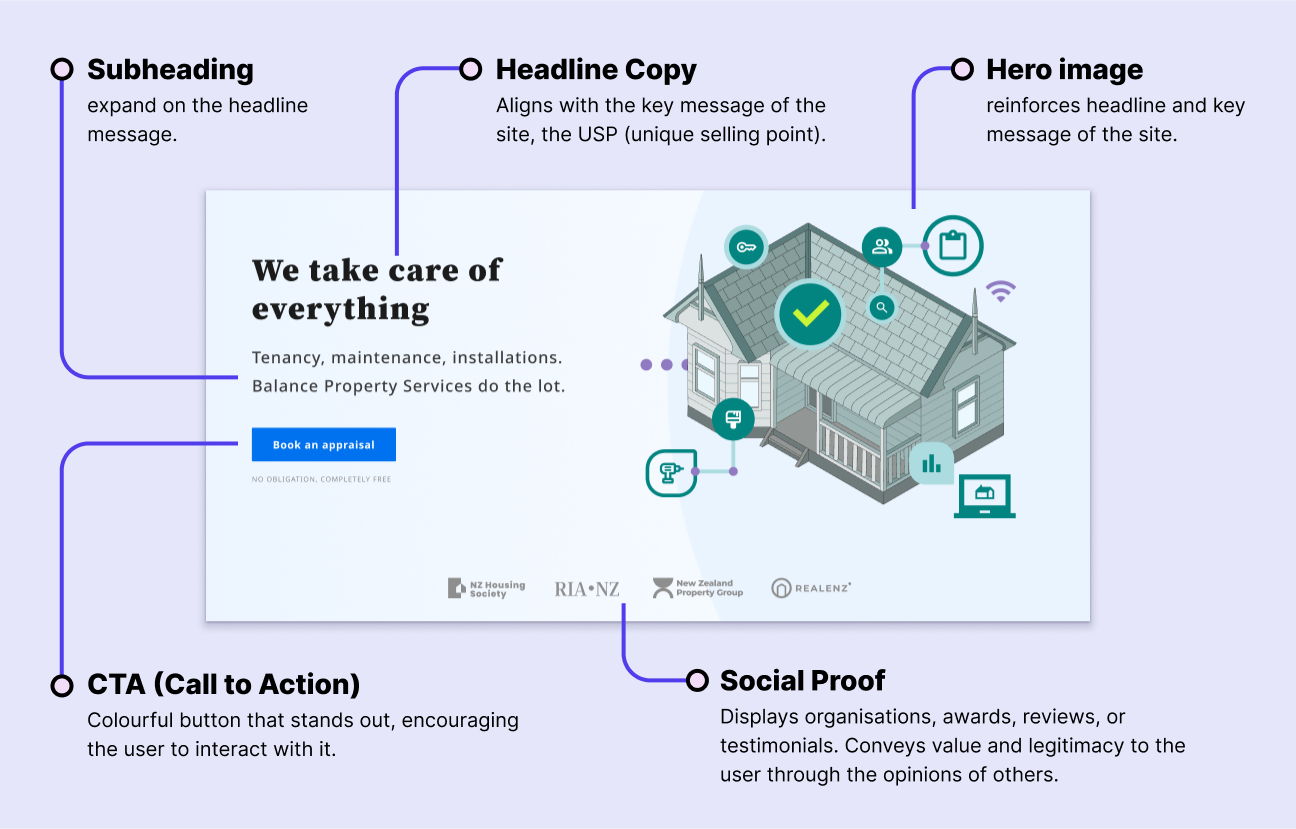 Subheading
expand on the headline
message.
Headline Copy
Aligns with the key message of the
site, the USP (unique selling point).
Hero image
reinforces headline and key
message of the site.
We take care of
everything
Tenancy, maintenance, installations.
Balance Property Services do the lot.
Book an appraisal
NO OBLIGATION, COMPLETELY FREE
NZ Housing
Society
RIA•NZ
New Zealand
Property Group
REALENZ
CTA (Call to Action)
Colourful button that stands out, encouraging
the user to interact with it.
Social Proof
Displays organisations, awards, reviews, or
testimonials. Conveys value and legitimacy to the
user through the opinions of others.